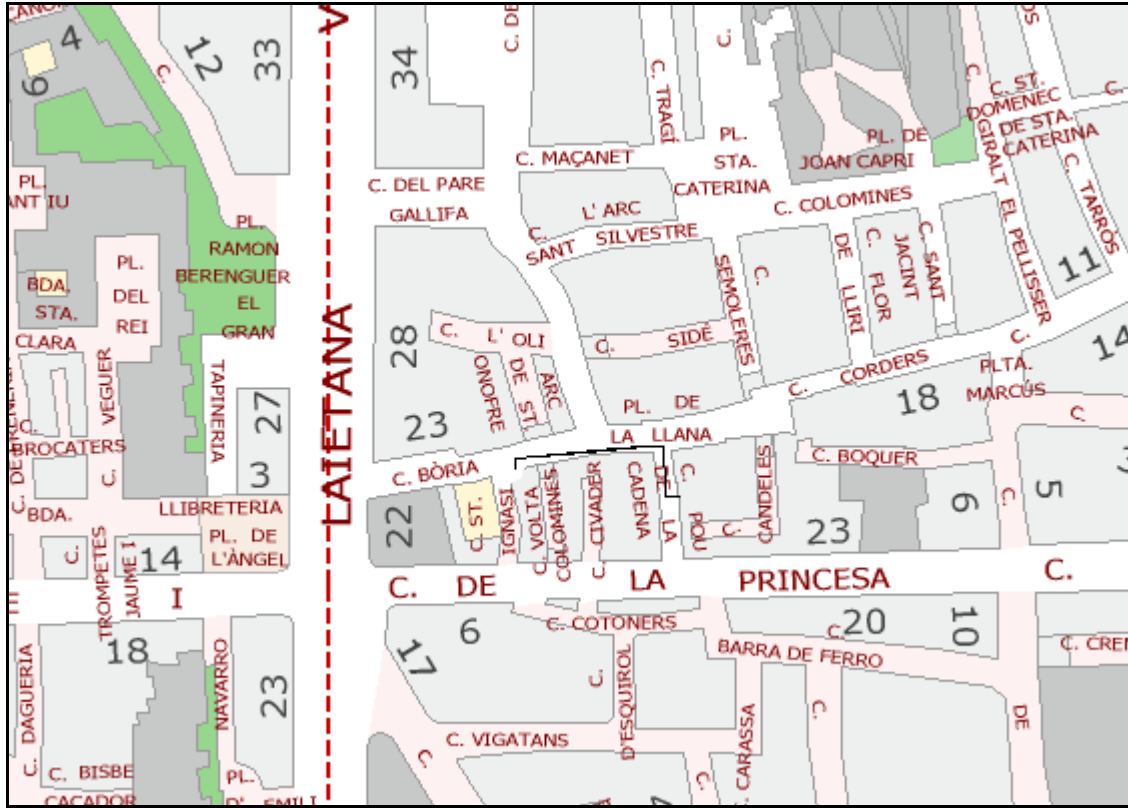 CANON
4
6
C.
12
33
V
LAIETANA
34
C. DE
C. TRAGÍ
C.
PL. STA. CATERINA
C. MAÇANET
C. DEL PARE
GALLIFA
C. L' ARC
SANT SILVESTRE
PL. DE
JOAN CAPRI
C. COLOMINES
C. GIRALT EL PELLISSER
C. ST.
DOMENEC
DE STA.
CATERINA
C.
C. TARRÓS
11
14
PL.
ANT IU
PL.
RAMON
BERENGUER
EL
GRAN
PL.
DEL
REI
BDA.
STA.
CLARA
C. VEGUER
TAPINERIA
C.
BROCATERS
27
3
28
23
C. L' OLI
ONOFRE
DE ST.
ARC
C. SIDÉ
C. SEMOLERES
DE LLIRI
C. FLOR
JACINT
C. SANT
C. CORDERS
PL. DE
LA LLANA
PLTA.
MARCÚS
18
C. BÒRIA
22
C. ST. IGNASI
C. VOLTA
COLOMINES
C. CIVADER
CADENA
DE LA
C. POU
C. CANDELES
C. BOQUER
C.
23
6
5
C.
LLIBRETERIA
PL. DE
L'ÀNGEL
C.
BDA.
C.
14
TROMPETES
JAUME I
I
C. DE LA PRINCESA C.
18
NAVARRO
23
C. DAGUERIA
C. BISBE
CAÇADOR
PL.
D' EMILI
17
6
C. COTONERS
C. D'ESQUIROL
C. BARRA DE FERRO
20
10
C. CREM
C. VIGATANS
C.
C.
C. CARASSA
C.
DE